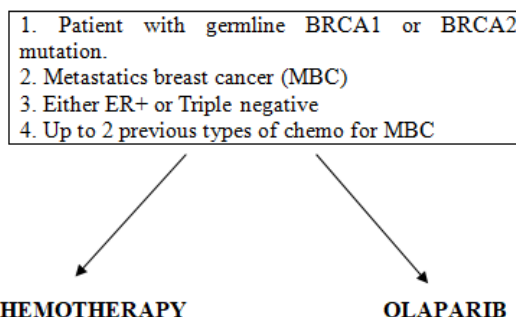 1. Patient with germline BRCA1 or BRCA2
mutation.
2. Metastatics breast cancer (MBC)
3. Either ER+ or Triple negative
4. Up to 2 previous types of chemo for MBC
HEMOTHERAPY OLAPARIB